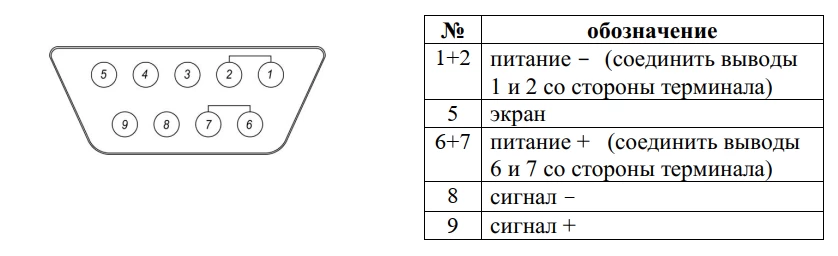 5 4 3 2 1
9 8 7 6
№ обозначение
1+2 питание – (соединить выводы
1 и 2 со стороны терминала)
5 экран
6+7 питание + (соединить выводы
6 и 7 со стороны терминала)
8 сигнал –
9 сигнал +